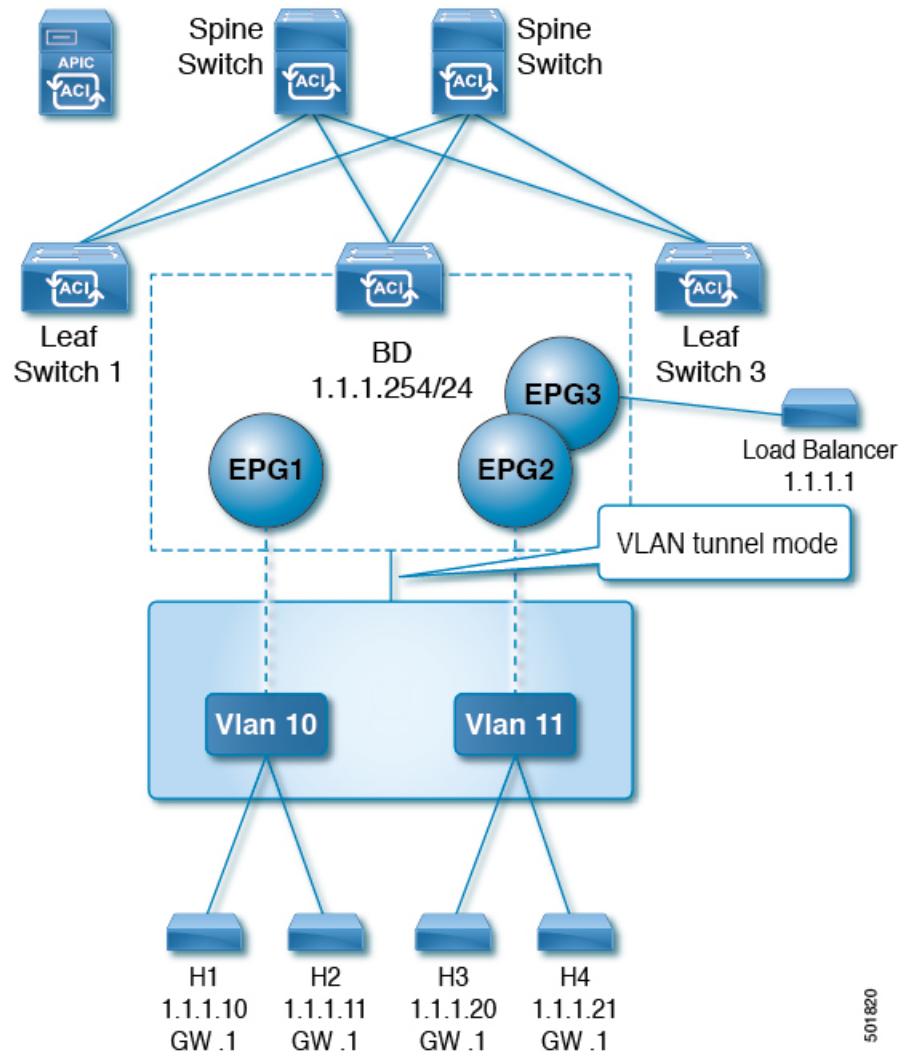 Spine
Switch
Spine
Switch
APIC
ACI
ACI
ACI
ACI
ACI
ACI
Leaf
Switch 1
BD
1.1.1.254/24
Leaf
Switch 3
EPG3
EPG1
EPG2
Load Balancer
1.1.1.1
VLAN tunnel mode
Vlan 10
Vlan 11
H1
1.1.1.10
GW .1
H2
1.1.1.11
GW .1
H3
1.1.1.20
GW .1
H4
1.1.1.21
GW .1
501820